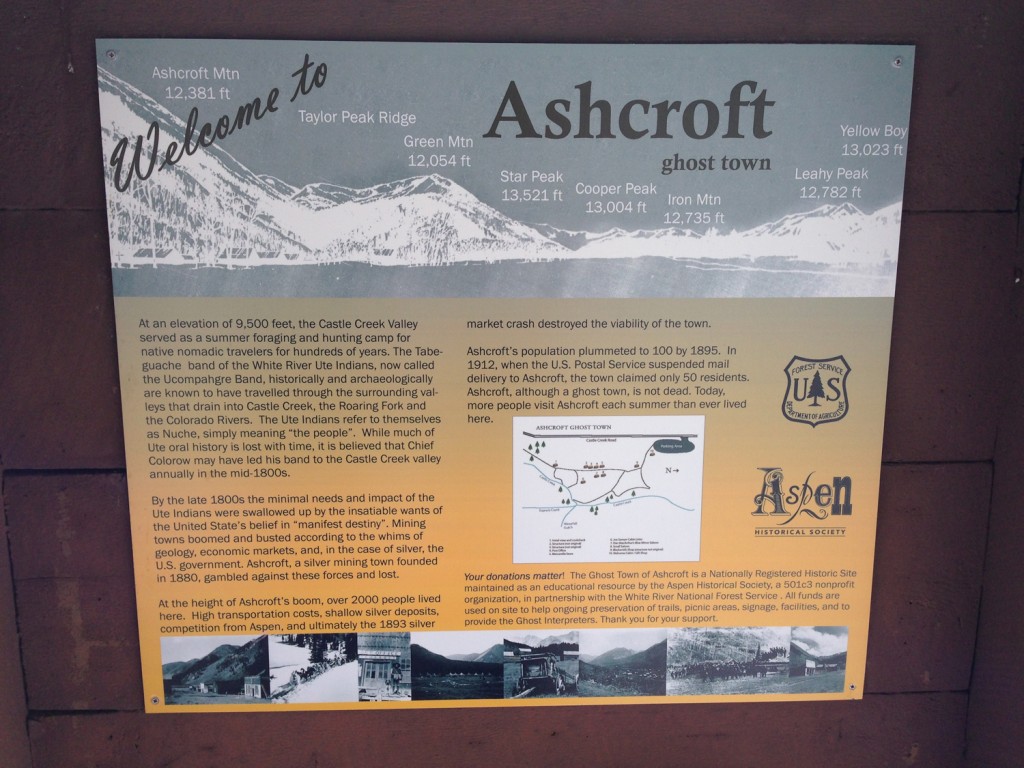 Welcome to
Ashcroft
ghost town
Ashcroft Mtn
12,381 ft
Taylor Peak Ridge
Green Mtn
12,054 ft
Star Peak
13,521 ft
Cooper Peak
13,004 ft
Iron Mtn
12,735 ft
Leahy Peak
12,782 ft
Yellow Boy
13,023 ft
At an elevation of 9,500 feet, the Castle Creek Valley
served as a summer foraging and hunting camp for
native nomadic travelers for hundreds of years. The Tabe-
guache band of the White River Ute Indians, now called
the Ucompahgre Band, historically and archaeologically
are known to have travelled through the surrounding val-
leys that drain into Castle Creek, the Roaring Fork and
the Colorado Rivers. The Ute Indians refer to themselves
as Nuche, simply meaning “the people”. While much of
Ute oral history is lost with time, it is believed that Chief
Colorow may have led his band to the Castle Creek valley
annually in the mid-1800s.
By the late 1800s the minimal needs and impact of the
Ute Indians were swallowed up by the insatiable wants of
the United State’s belief in “manifest destiny”. Mining
towns boomed and busted according to the whims of
geology, economic markets, and, in the case of silver, the
U.S. government. Ashcroft, a silver mining town founded
in 1880, gambled against these forces and lost.
At the height of Ashcroft’s boom, over 2000 people lived
here. High transportation costs, shallow silver deposits,
competition from Aspen, and ultimately the 1893 silver
market crash destroyed the viability of the town.
Ashcroft’s population plummeted to 100 by 1895. In
1912, when the U.S. Postal Service suspended mail
delivery to Ashcroft, the town claimed only 50 residents.
Ashcroft, although a ghost town, is not dead. Today,
more people visit Ashcroft each summer than ever lived
here.
ASHCROFT GHOST TOWN
Castle Creek Road
Parking Area
N
Your donations matter! The Ghost Town of Ashcroft is a Nationally Registered Historic Site
maintained as an educational resource by the Aspen Historical Society, a 501c3 nonprofit
organization, in partnership with the White River National Forest Service . All funds are
used on site to help ongoing preservation of trails, picnic areas, signage, facilities, and to
provide the Ghost Interpreters. Thank you for your support.
FOREST SERVICE
U S
DEPARTMENT OF AGRICULTURE
Aspen
HISTORICAL SOCIETY